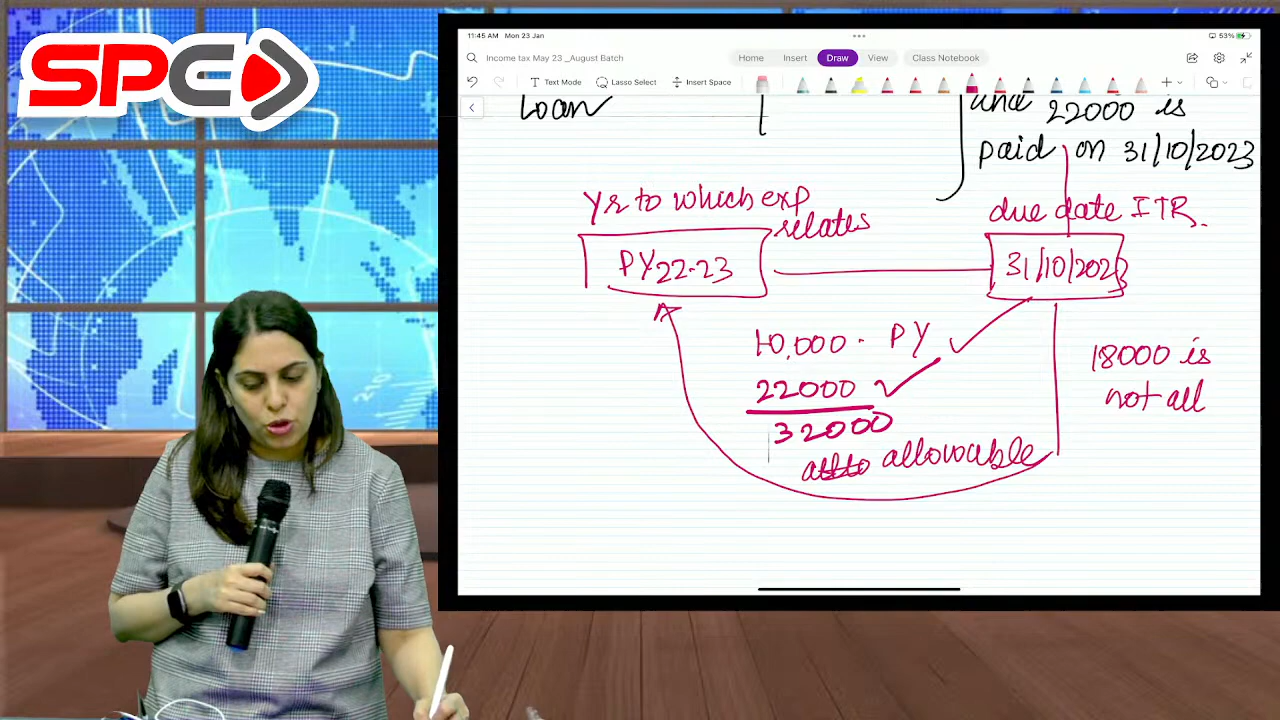 SPC
11:45 AM Mon 23 Jan
53%
Income tax May 23 _August Batch
Home Insert Draw View Class Notebook
Text Mode Lasso Select Insert Space
Loan
and 22000 is
paid on 31/10/2023
Yr to which exp
relates
due date ITR.
PY22-23
31/10/2023
10,000. PY
22000
32000
allowable
18000 is
not all